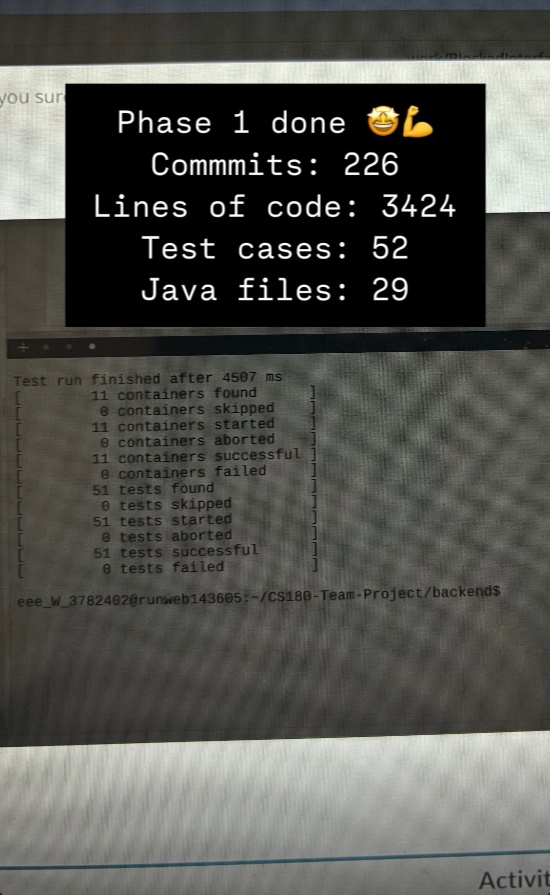 you sure
Phase 1 done 🤩💪
Commmits: 226
Lines of code: 3424
Test cases: 52
Java files: 29
Test run finished after 4507 ms
[ 11 containers found ]
[ 0 containers skipped ]
[ 11 containers started ]
[ 0 containers aborted ]
[ 11 containers successful ]
[ 0 containers failed ]
[ 51 tests found ]
[ 0 tests skipped ]
[ 51 tests started ]
[ 0 tests aborted ]
[ 51 tests successful ]
[ 0 tests failed ]
eee_W_3782402@runweb143605:~/CS180-Team-Project/backend$
Activit